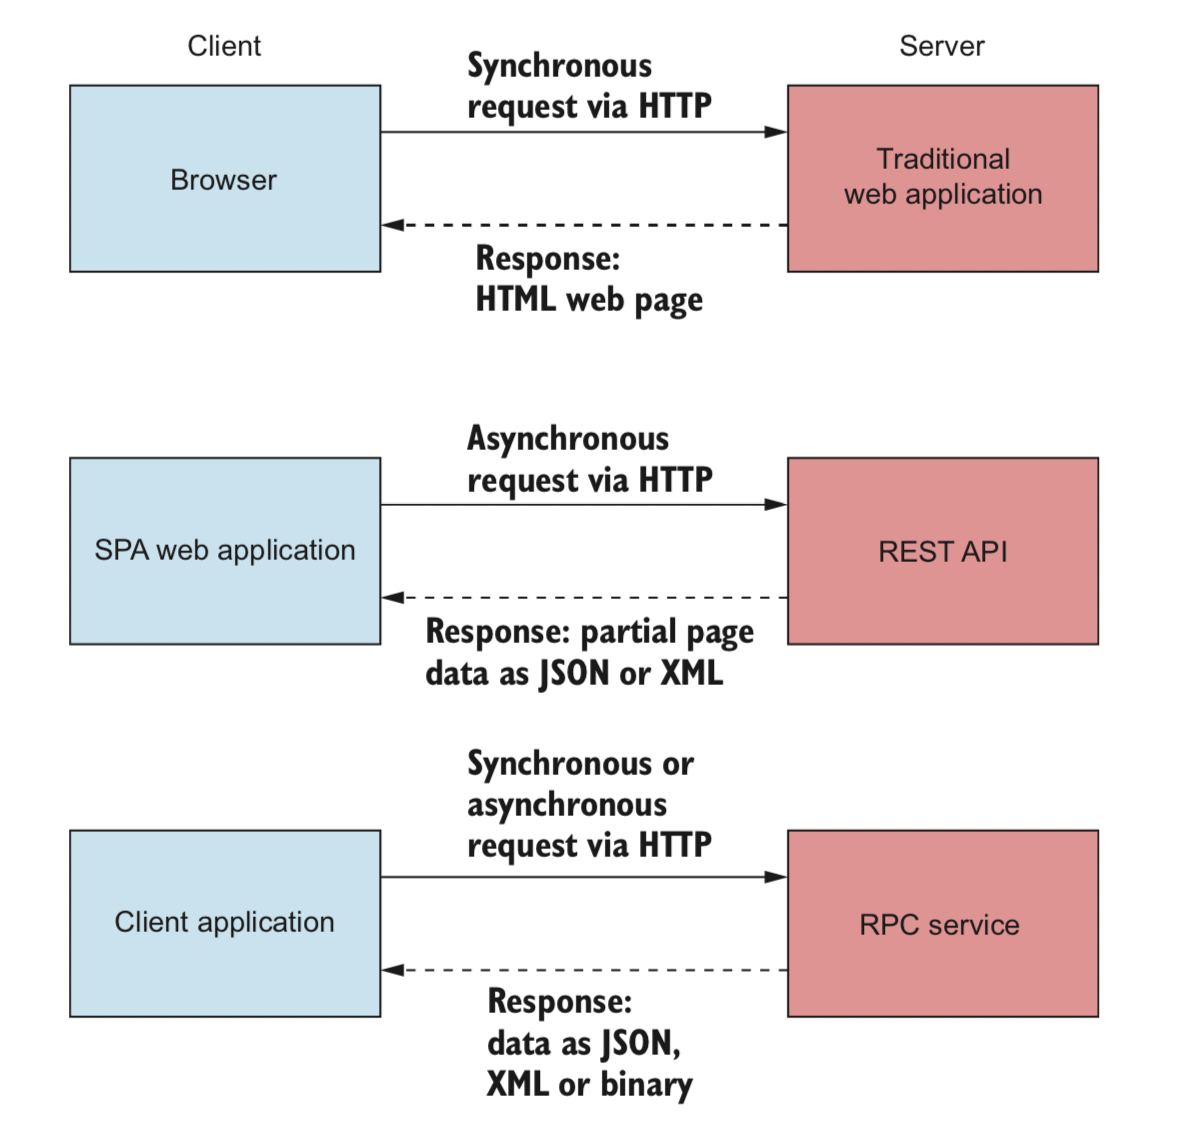 Client
Server
Synchronous
request via HTTP
Browser
Traditional
web application
Response:
HTML web page
Asynchronous
request via HTTP
SPA web application
REST API
Response: partial page
data as JSON or XML
Synchronous or
asynchronous
request via HTTP
Client application
RPC service
Response:
data as JSON,
XML or binary